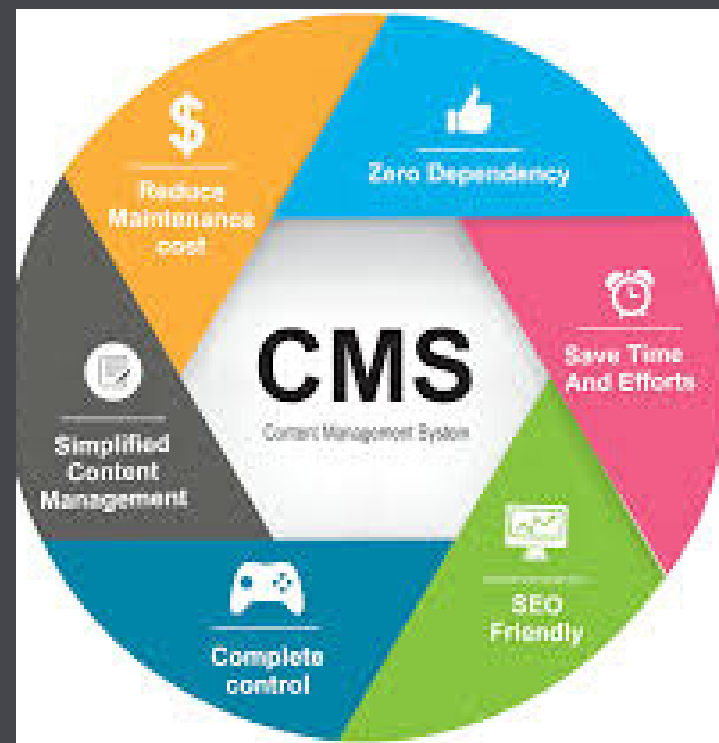 CMS
Content Management System
Zero Dependency
Save Time
And Efforts
SEO
Friendly
Complete
control
Simplified
Content
Management
$
Reduce
Maintenance
cost